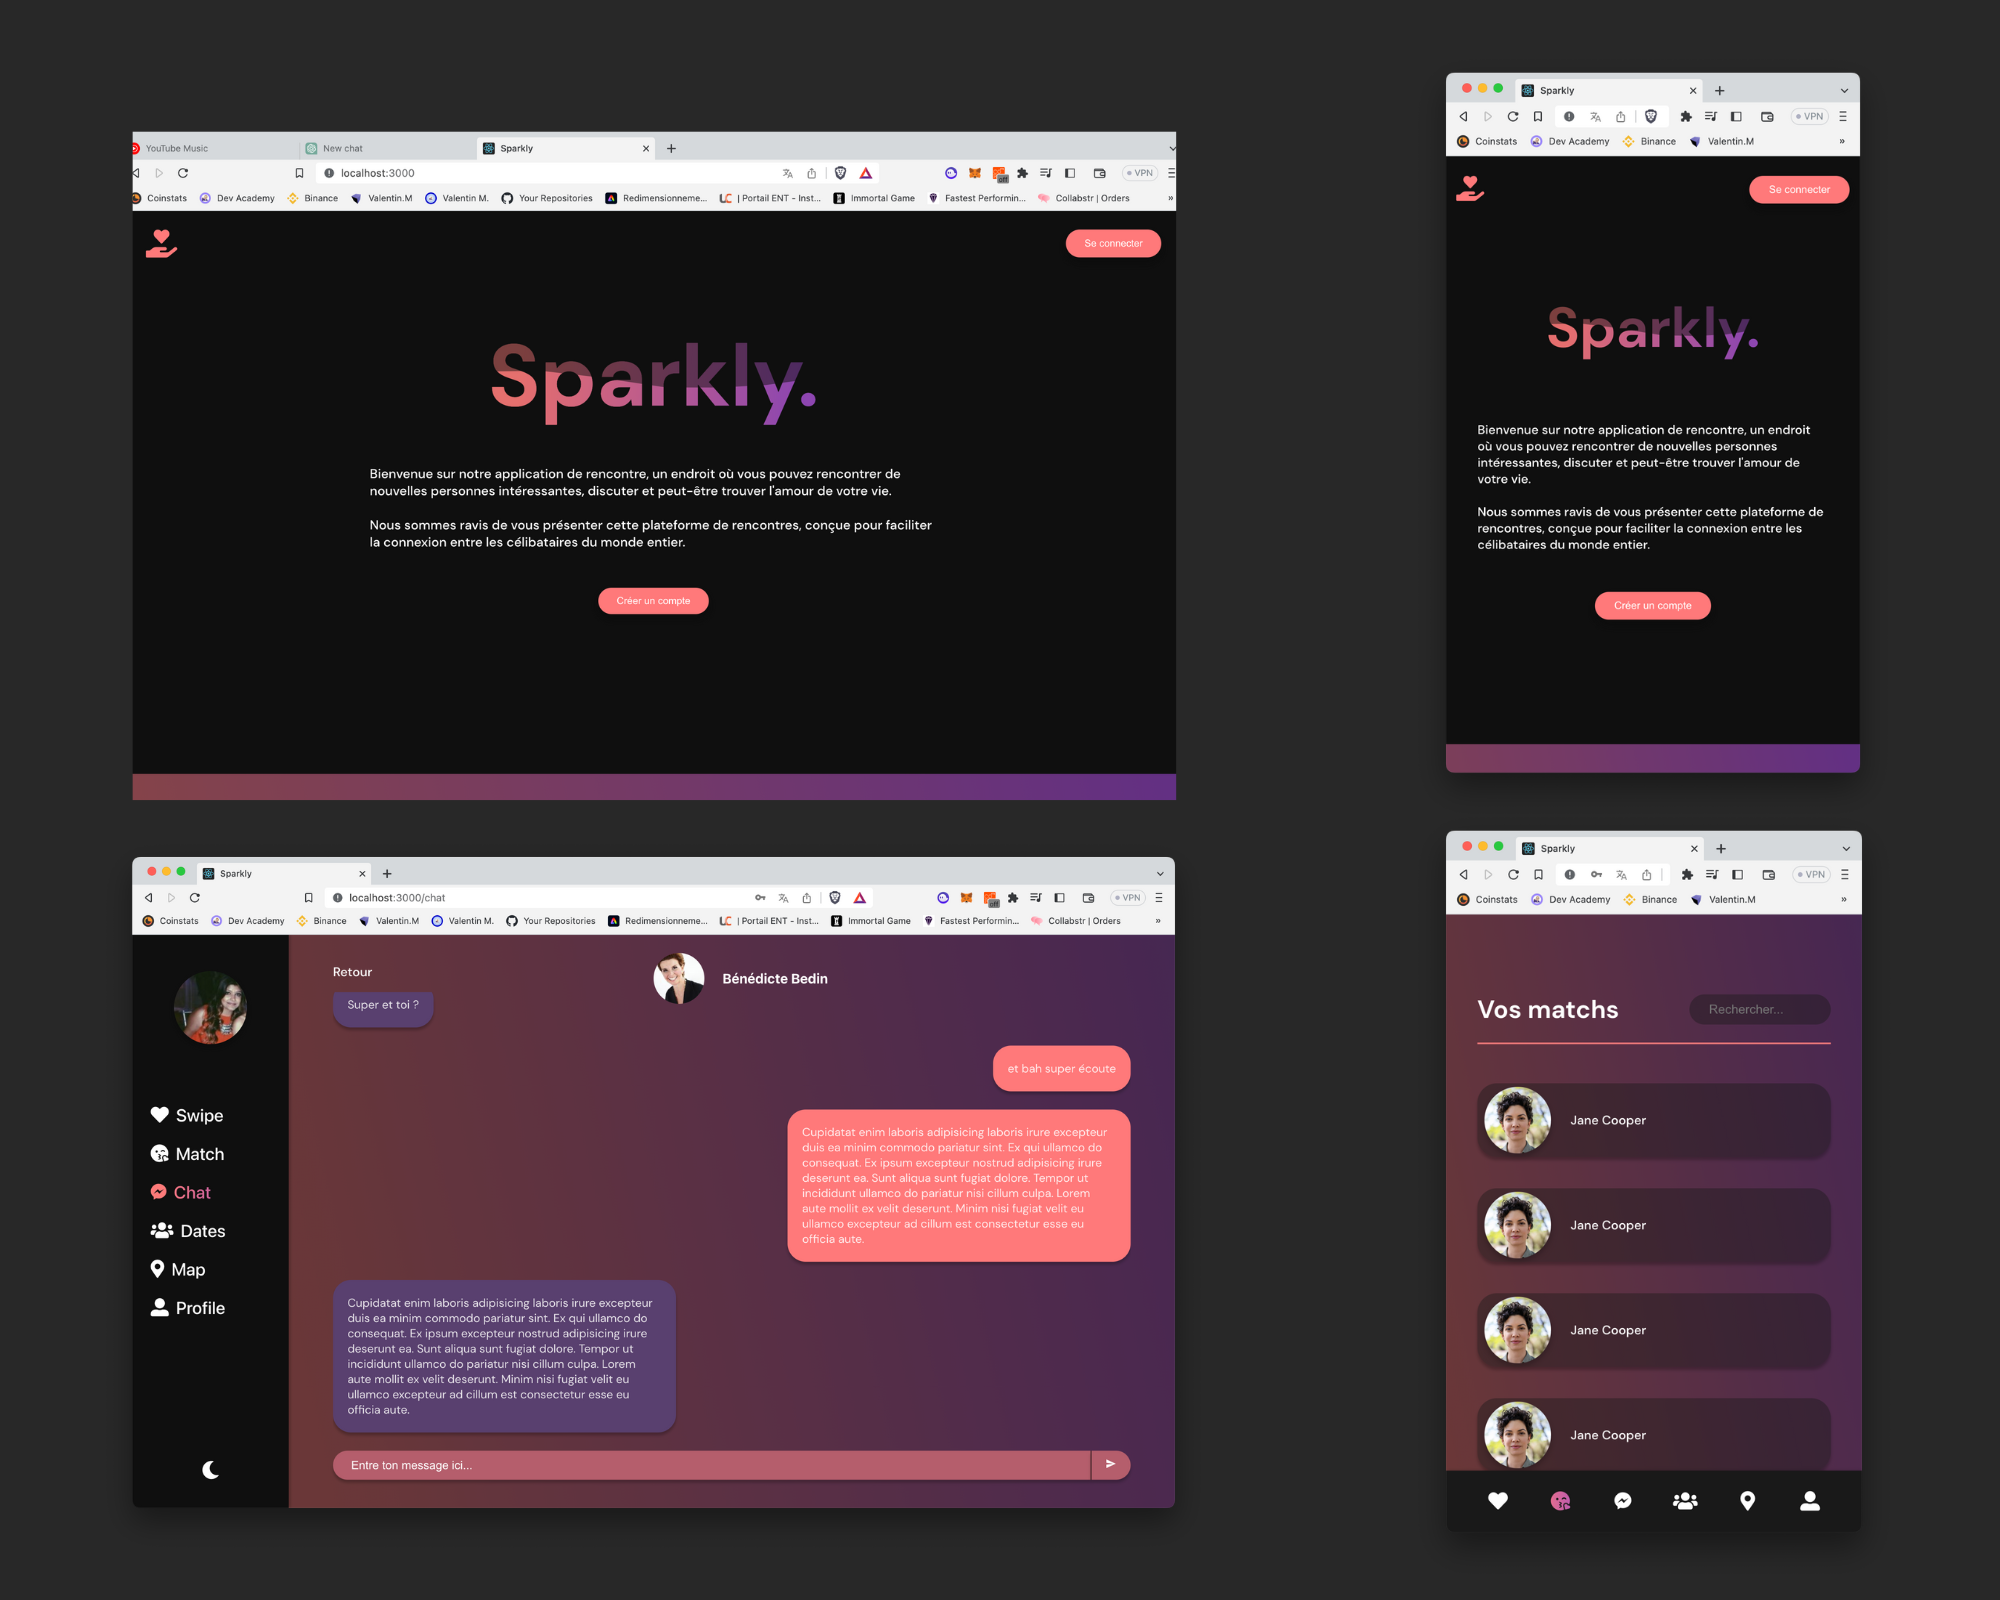 YouTube Music
New chat
Sparkly
localhost:3000
VPN
Coinstats
Dev Academy
Binance
Valentin.M
Valentin M.
Your Repositories
Redimensionneme...
| Portail ENT - Inst...
Immortal Game
Fastest Performin...
Collabstr | Orders
»
Se connecter
Sparkly.
Bienvenue sur notre application de rencontre, un endroit où vous pouvez rencontrer de
nouvelles personnes intéressantes, discuter et peut-être trouver l'amour de votre vie.
Nous sommes ravis de vous présenter cette plateforme de rencontres, conçue pour faciliter
la connexion entre les célibataires du monde entier.
Créer un compte
Sparkly
VPN
Coinstats
Dev Academy
Binance
Valentin.M
»
Se connecter
Sparkly.
Bienvenue sur notre application de rencontre, un endroit
où vous pouvez rencontrer de nouvelles personnes
intéressantes, discuter et peut-être trouver l'amour de
votre vie.
Nous sommes ravis de vous présenter cette plateforme de
rencontres, conçue pour faciliter la connexion entre les
célibataires du monde entier.
Créer un compte
Sparkly
localhost:3000/chat
VPN
Coinstats
Dev Academy
Binance
Valentin.M
Valentin M.
Your Repositories
Redimensionneme...
| Portail ENT - Inst...
Immortal Game
Fastest Performin...
Collabstr | Orders
»
Swipe
Match
Chat
Dates
Map
Profile
Retour
Bénédicte Bedin
Super et toi ?
et bah super écoute
Cupidatat enim laboris adipisicing laboris irure excepteur
duis ea minim commodo pariatur sint. Ex qui ullamco do
consequat. Ex ipsum excepteur nostrud adipisicing irure
deserunt ea. Sunt aliqua sunt fugiat dolore. Tempor ut
incididunt ullamco do pariatur nisi cillum culpa. Lorem
aute mollit ex velit deserunt. Minim nisi fugiat velit eu
ullamco excepteur ad cillum est consectetur esse eu
officia aute.
Cupidatat enim laboris adipisicing laboris irure excepteur
duis ea minim commodo pariatur sint. Ex qui ullamco do
consequat. Ex ipsum excepteur nostrud adipisicing irure
deserunt ea. Sunt aliqua sunt fugiat dolore. Tempor ut
incididunt ullamco do pariatur nisi cillum culpa. Lorem
aute mollit ex velit deserunt. Minim nisi fugiat velit eu
ullamco excepteur ad cillum est consectetur esse eu
officia aute.
Entre ton message ici...
Sparkly
VPN
Coinstats
Dev Academy
Binance
Valentin.M
»
Vos matchs
Rechercher...
Jane Cooper
Jane Cooper
Jane Cooper
Jane Cooper